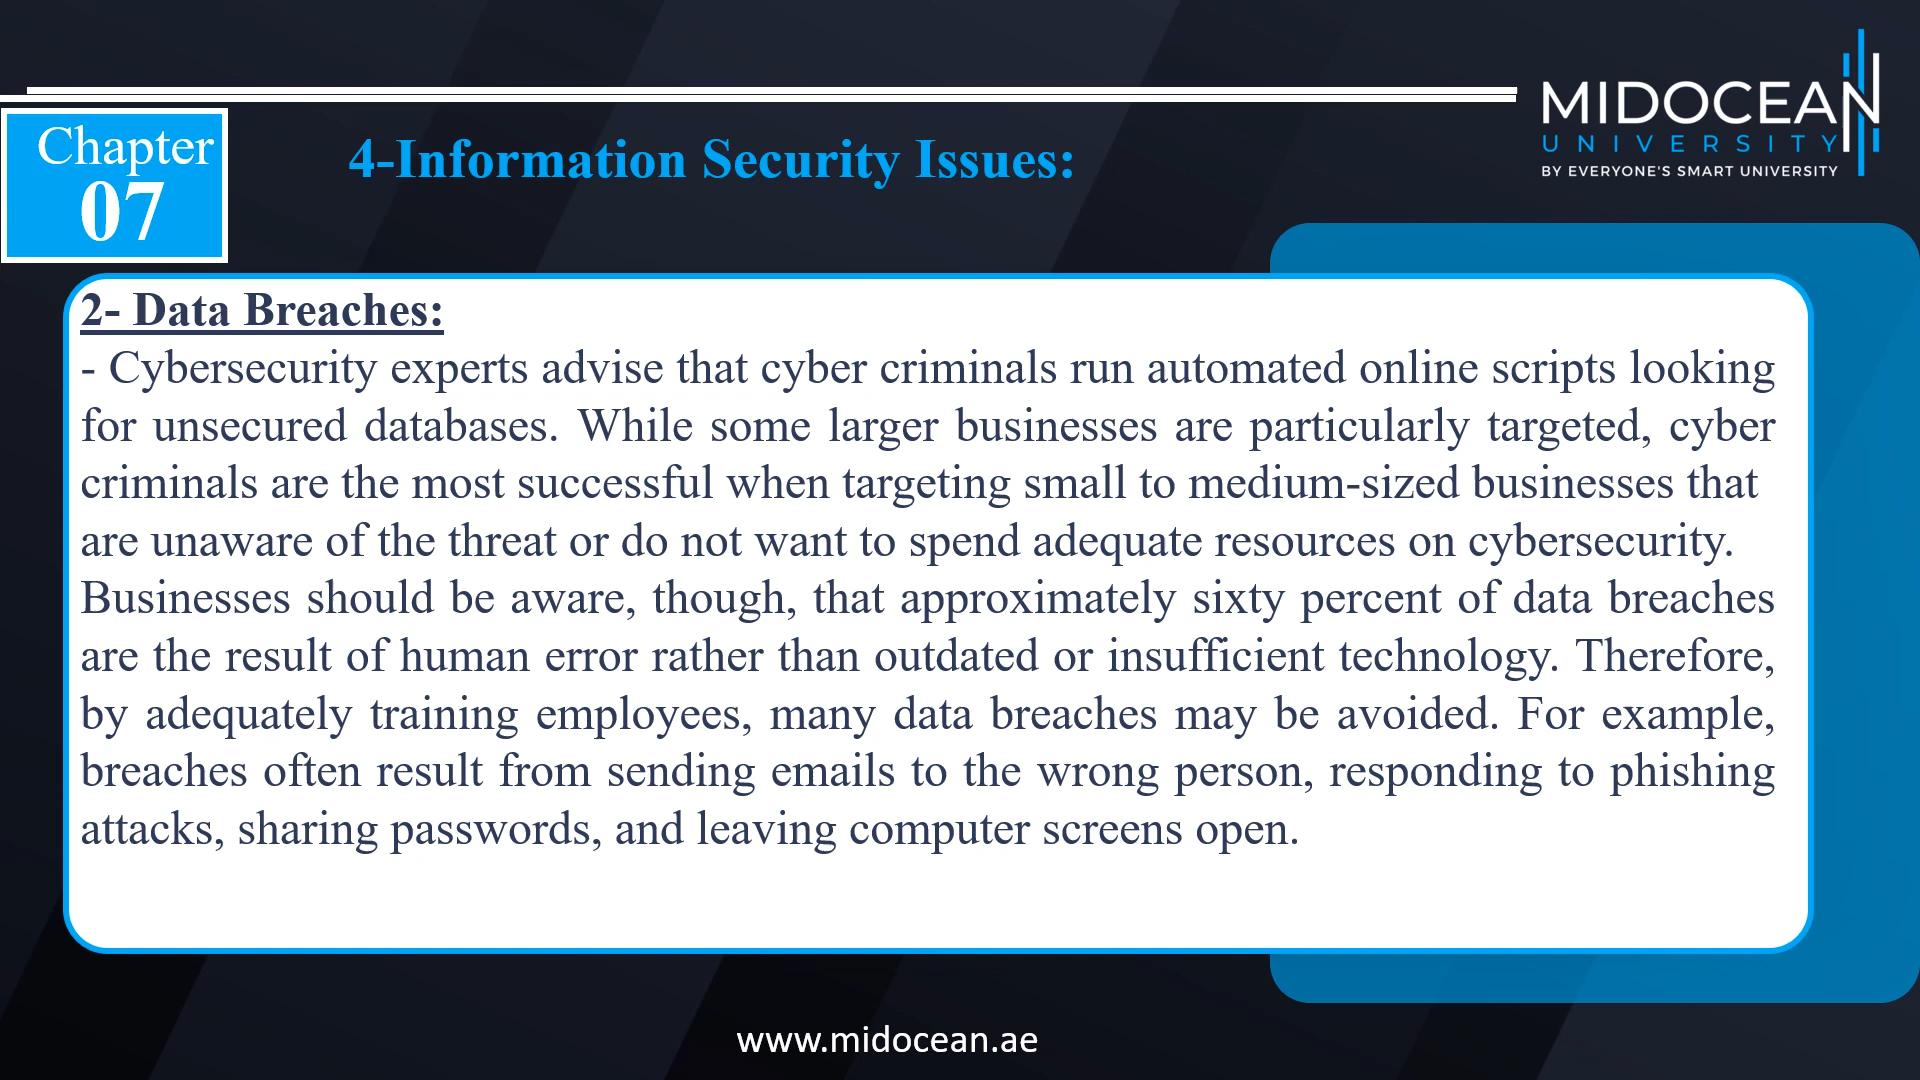 MIDOCEAN
UNIVERSITY
BY EVERYONE'S SMART UNIVERSITY
Chapter
07
4-Information Security Issues:
2- Data Breaches:
- Cybersecurity experts advise that cyber criminals run automated online scripts looking
for unsecured databases. While some larger businesses are particularly targeted, cyber
criminals are the most successful when targeting small to medium-sized businesses that
are unaware of the threat or do not want to spend adequate resources on cybersecurity.
Businesses should be aware, though, that approximately sixty percent of data breaches
are the result of human error rather than outdated or insufficient technology. Therefore,
by adequately training employees, many data breaches may be avoided. For example,
breaches often result from sending emails to the wrong person, responding to phishing
attacks, sharing passwords, and leaving computer screens open.
www.midocean.ae